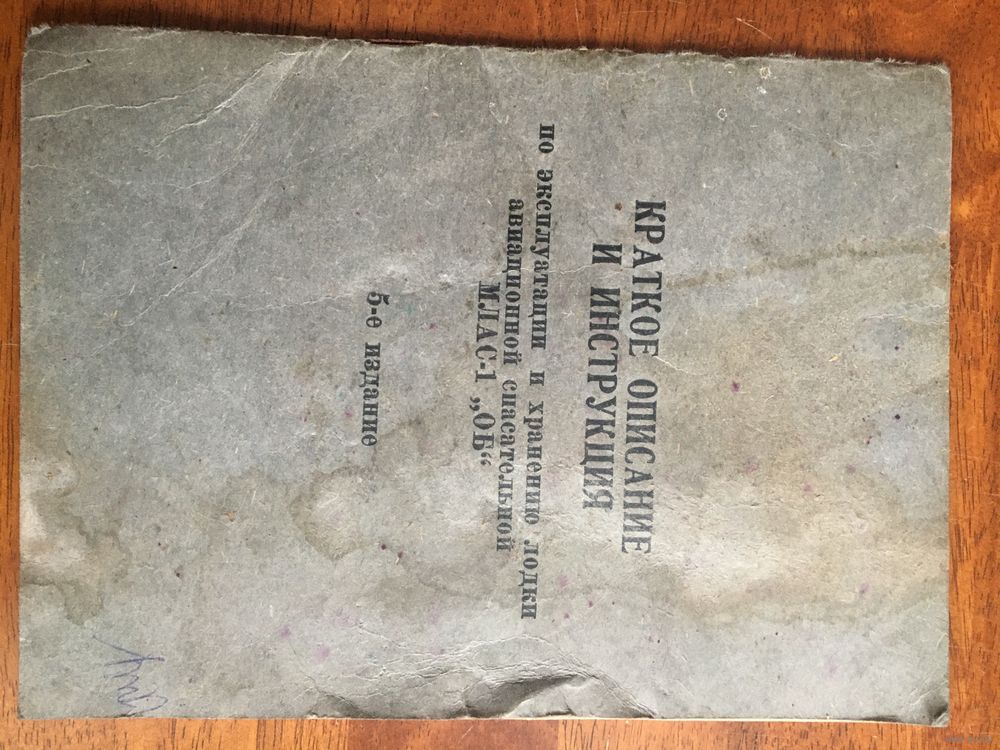 КРАТКОЕ ОПИСАНИЕ
И ИНСТРУКЦИЯ
по эксплуатации и хранению лодки
авиационной спасательной
МЛАС-1 „ОБ“
5-е издание